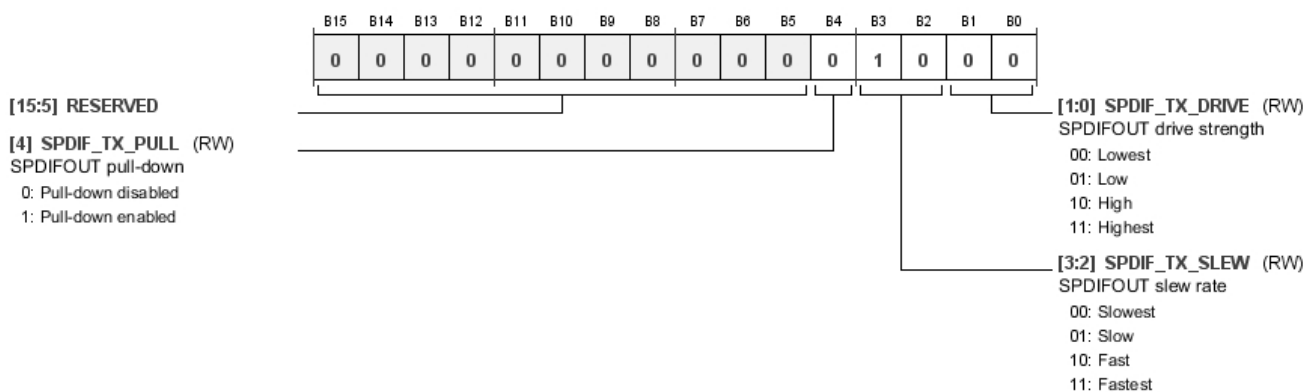 B15 B14 B13 B12 B11 B10 B9 B8 B7 B6 B5 B4 B3 B2 B1 B0
0 0 0 0 0 0 0 0 0 0 0 0 1 0 0 0
[15:5] RESERVED
[4] SPDIF_TX_PULL (RW)
SPDIFOUT pull-down
0: Pull-down disabled
1: Pull-down enabled
[1:0] SPDIF_TX_DRIVE (RW)
SPDIFOUT drive strength
00: Lowest
01: Low
10: High
11: Highest
[3:2] SPDIF_TX_SLEW (RW)
SPDIFOUT slew rate
00: Slowest
01: Slow
10: Fast
11: Fastest